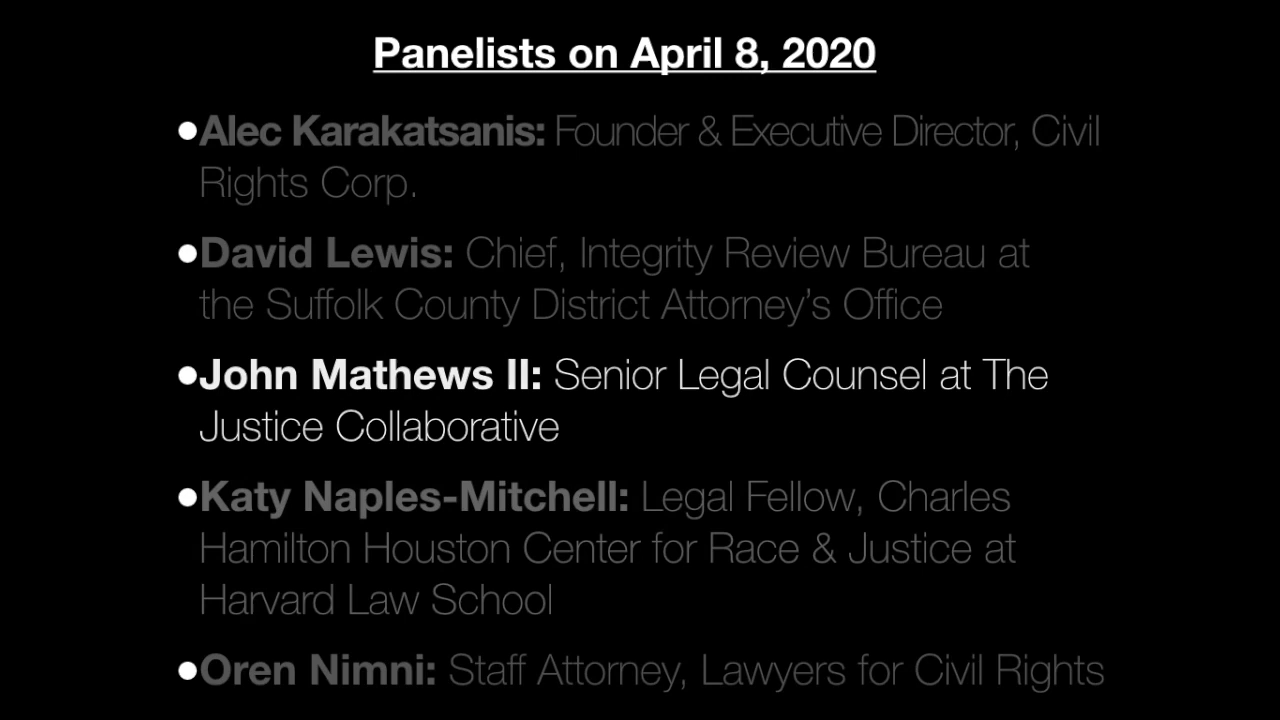 Panelists on April 8, 2020
•Alec Karakatsanis: Founder & Executive Director, Civil
Rights Corp.
•David Lewis: Chief, Integrity Review Bureau at
the Suffolk County District Attorney’s Office
•John Mathews II: Senior Legal Counsel at The
Justice Collaborative
•Katy Naples-Mitchell: Legal Fellow, Charles
Hamilton Houston Center for Race & Justice at
Harvard Law School
•Oren Nimni: Staff Attorney, Lawyers for Civil Rights